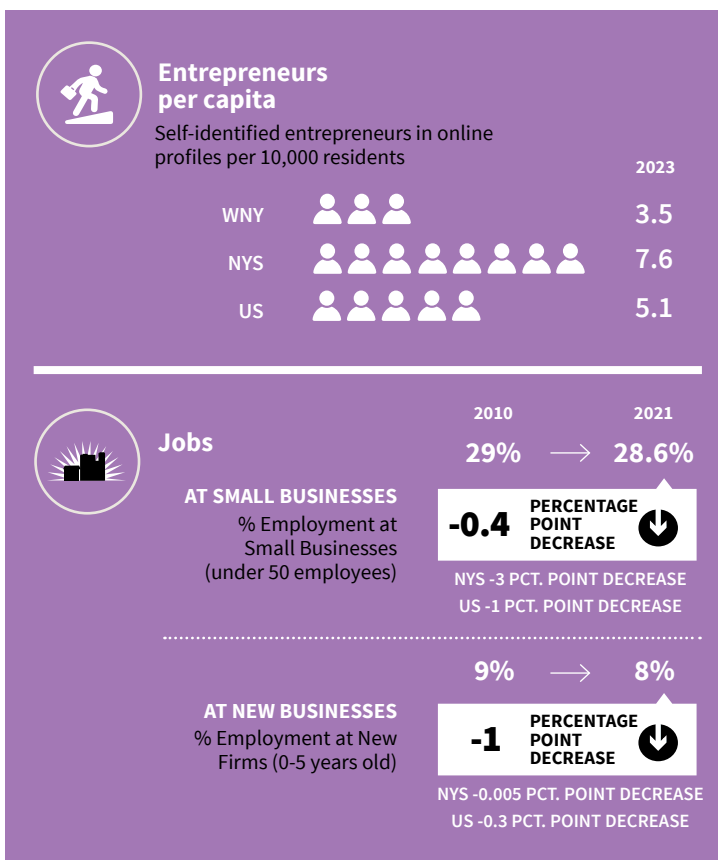 Entrepreneurs
per capita
Self-identified entrepreneurs in online
profiles per 10,000 residents
2023
WNY 3.5
NYS 7.6
US 5.1
2010 2021
Jobs
29% → 28.6%
AT SMALL BUSINESSES
% Employment at
Small Businesses
(under 50 employees)
-0.4
PERCENTAGE
POINT
DECREASE
NYS -3 PCT. POINT DECREASE
US -1 PCT. POINT DECREASE
9% → 8%
AT NEW BUSINESSES
% Employment at New
Firms (0-5 years old)
-1
PERCENTAGE
POINT
DECREASE
NYS -0.005 PCT. POINT DECREASE
US -0.3 PCT. POINT DECREASE